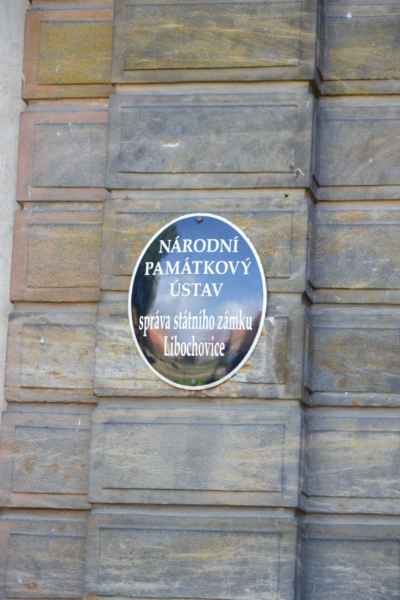 NÁRODNÍ
PAMÁTKOVÝ
ÚSTAV
správa státního zámku
Libochovice